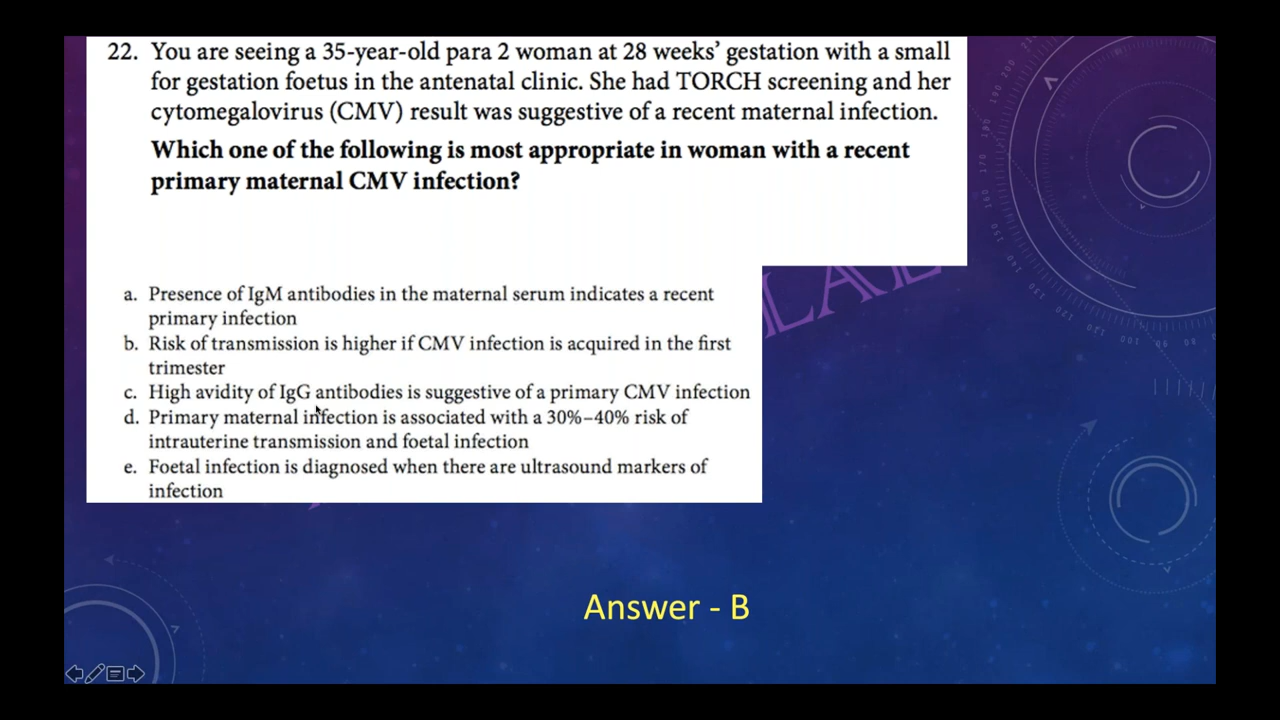 22. You are seeing a 35-year-old para 2 woman at 28 weeks' gestation with a small
for gestation foetus in the antenatal clinic. She had TORCH screening and her
cytomegalovirus (CMV) result was suggestive of a recent maternal infection.
Which one of the following is most appropriate in woman with a recent
primary maternal CMV infection?
a. Presence of IgM antibodies in the maternal serum indicates a recent
primary infection
b. Risk of transmission is higher if CMV infection is acquired in the first
trimester
c. High avidity of IgG antibodies is suggestive of a primary CMV infection
d. Primary maternal infection is associated with a 30%–40% risk of
intrauterine transmission and foetal infection
e. Foetal infection is diagnosed when there are ultrasound markers of
infection
Answer - B